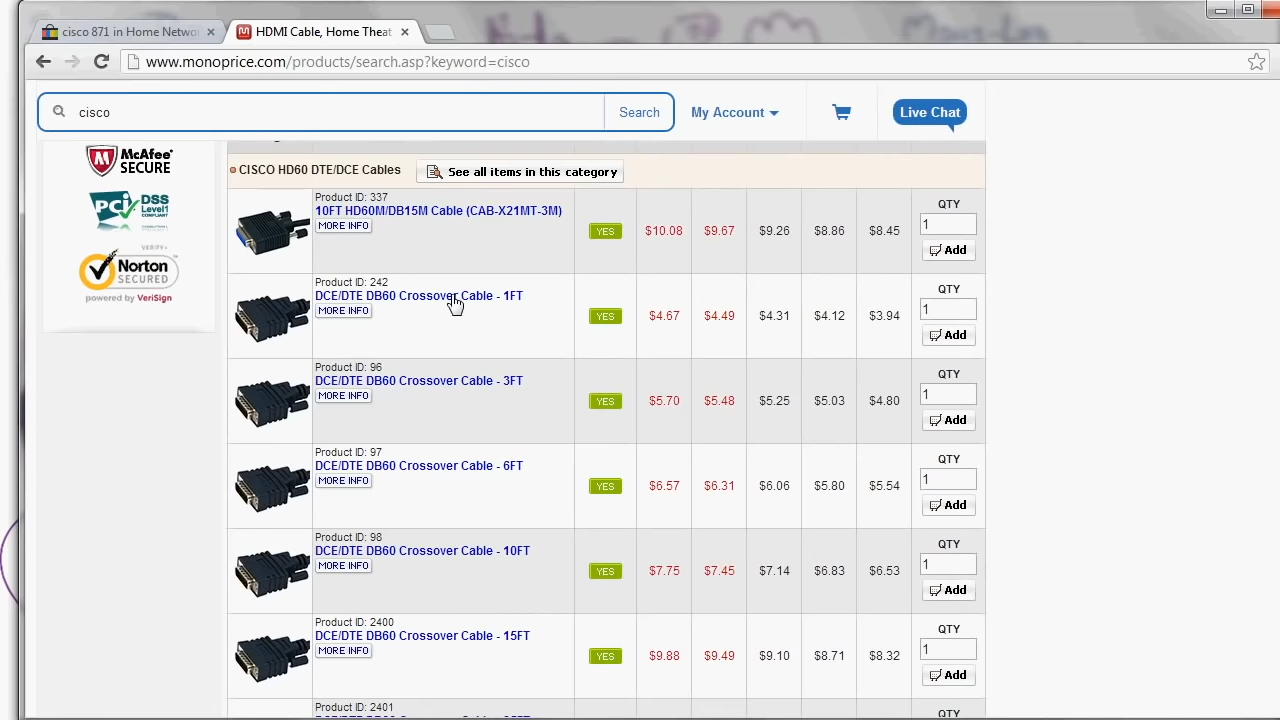 cisco 871 in Home Netwo
HDMI Cable, Home Theat
www.monoprice.com/products/search.asp?keyword=cisco
cisco
Search
My Account
Live Chat
McAfee
SECURE
PCI DSS
Level1
COMPLIANT
VERIFY
Norton
SECURED
powered by VeriSign
CISCO HD60 DTE/DCE Cables
See all items in this category
Product ID: 337
10FT HD60M/DB15M Cable (CAB-X21MT-3M)
MORE INFO
YES
$10.08 $9.67 $9.26 $8.86 $8.45
QTY
1
Add
Product ID: 242
DCE/DTE DB60 Crossover Cable - 1FT
MORE INFO
YES
$4.67 $4.49 $4.31 $4.12 $3.94
QTY
1
Add
Product ID: 96
DCE/DTE DB60 Crossover Cable - 3FT
MORE INFO
YES
$5.70 $5.48 $5.25 $5.03 $4.80
QTY
1
Add
Product ID: 97
DCE/DTE DB60 Crossover Cable - 6FT
MORE INFO
YES
$6.57 $6.31 $6.06 $5.80 $5.54
QTY
1
Add
Product ID: 98
DCE/DTE DB60 Crossover Cable - 10FT
MORE INFO
YES
$7.75 $7.45 $7.14 $6.83 $6.53
QTY
1
Add
Product ID: 2400
DCE/DTE DB60 Crossover Cable - 15FT
MORE INFO
YES
$9.88 $9.49 $9.10 $8.71 $8.32
QTY
1
Add
Product ID: 2401
QTY